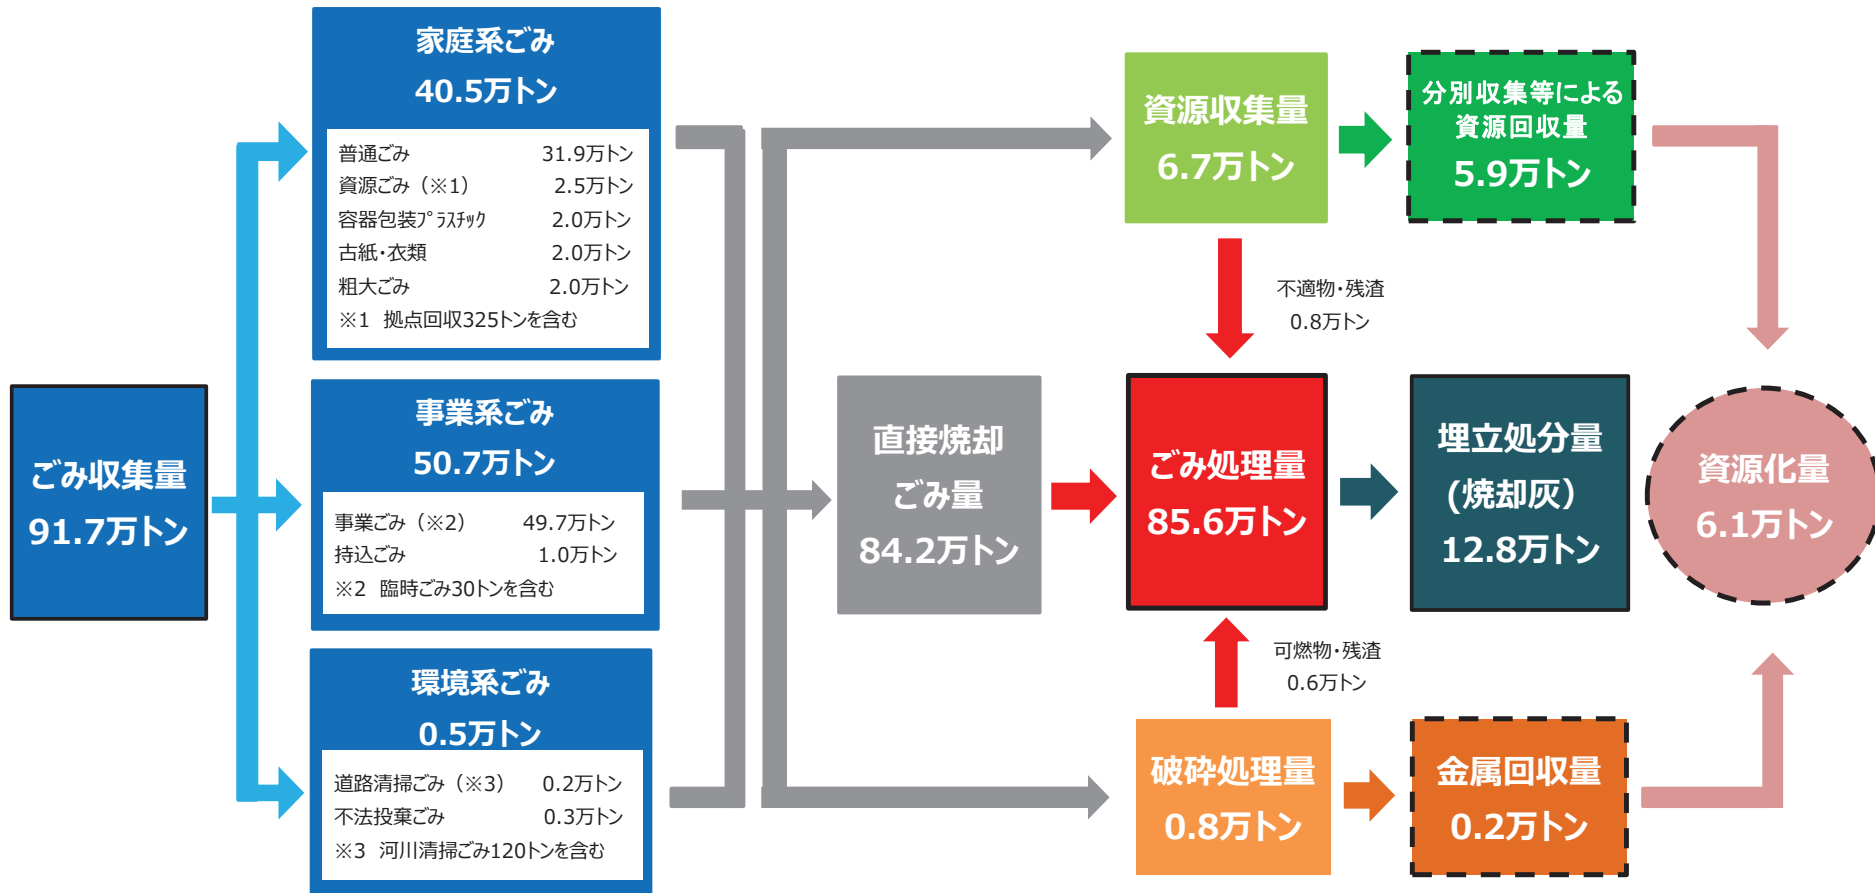 ごみ収集量
91.7万トン
家庭系ごみ
40.5万トン
普通ごみ 31.9万トン
資源ごみ（※1） 2.5万トン
容器包装ﾌﾟﾗｽﾁｯｸ 2.0万トン
古紙・衣類 2.0万トン
粗大ごみ 2.0万トン
※1 拠点回収325トンを含む
事業系ごみ
50.7万トン
事業ごみ（※2） 49.7万トン
持込ごみ 1.0万トン
※2 臨時ごみ30トンを含む
環境系ごみ
0.5万トン
道路清掃ごみ（※3） 0.2万トン
不法投棄ごみ 0.3万トン
※3 河川清掃ごみ120トンを含む
直接焼却
ごみ量
84.2万トン
資源収集量
6.7万トン
不適物・残渣
0.8万トン
ごみ処理量
85.6万トン
可燃物・残渣
0.6万トン
破砕処理量
0.8万トン
分別収集等による
資源回収量
5.9万トン
埋立処分量
(焼却灰）
12.8万トン
金属回収量
0.2万トン
資源化量
6.1万トン